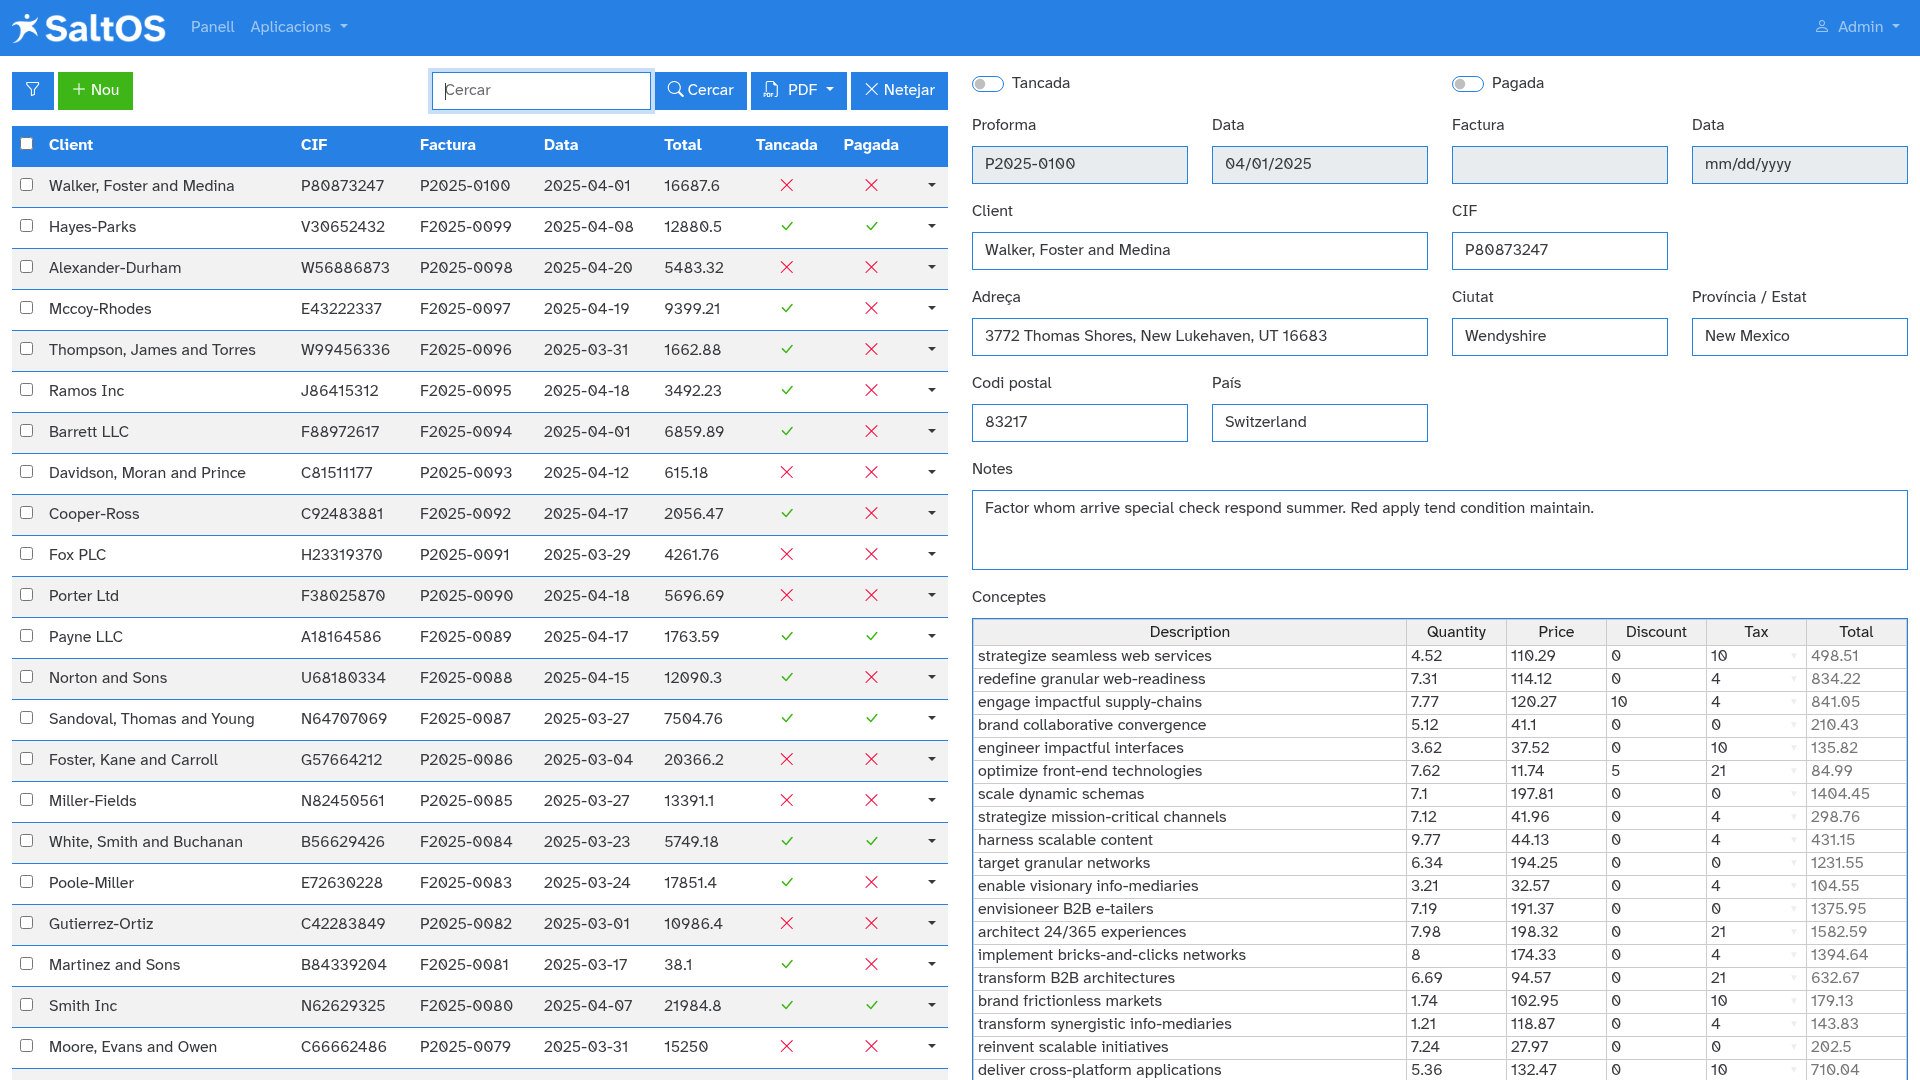 SaltOS Panell Aplicacions Admin
Nou Cercar Cercar PDF Netejar
Client CIF Factura Data Total Tancada Pagada
Walker, Foster and Medina P80873247 P2025-0100 2025-04-01 16687.6
Hayes-Parks V30652432 F2025-0099 2025-04-08 12880.5
Alexander-Durham W56886873 P2025-0098 2025-04-20 5483.32
Mccoy-Rhodes E43222337 F2025-0097 2025-04-19 9399.21
Thompson, James and Torres W99456336 F2025-0096 2025-03-31 1662.88
Ramos Inc J86415312 F2025-0095 2025-04-18 3492.23
Barrett LLC F88972617 F2025-0094 2025-04-01 6859.89
Davidson, Moran and Prince C81511177 P2025-0093 2025-04-12 615.18
Cooper-Ross C92483881 F2025-0092 2025-04-17 2056.47
Fox PLC H23319370 P2025-0091 2025-03-29 4261.76
Porter Ltd F38025870 P2025-0090 2025-04-18 5696.69
Payne LLC A18164586 F2025-0089 2025-04-17 1763.59
Norton and Sons U68180334 F2025-0088 2025-04-15 12090.3
Sandoval, Thomas and Young N64707069 F2025-0087 2025-03-27 7504.76
Foster, Kane and Carroll G57664212 P2025-0086 2025-03-04 20366.2
Miller-Fields N82450561 P2025-0085 2025-03-27 13391.1
White, Smith and Buchanan B56629426 F2025-0084 2025-03-23 5749.18
Poole-Miller E72630228 F2025-0083 2025-03-24 17851.4
Gutierrez-Ortiz C42283849 P2025-0082 2025-03-01 10986.4
Martinez and Sons B84339204 F2025-0081 2025-03-17 38.1
Smith Inc N62629325 F2025-0080 2025-04-07 21984.8
Moore, Evans and Owen C66662486 P2025-0079 2025-03-31 15250
Tancada Pagada
Proforma Data Factura Data
P2025-0100 04/01/2025 mm/dd/yyyy
Client CIF
Walker, Foster and Medina P80873247
Adreça Ciutat Província / Estat
3772 Thomas Shores, New Lukehaven, UT 16683 Wendyshire New Mexico
Codi postal País
83217 Switzerland
Notes
Factor whom arrive special check respond summer. Red apply tend condition maintain.
Conceptes
Description Quantity Price Discount Tax Total
strategize seamless web services 4.52 110.29 0 10 498.51
redefine granular web-readiness 7.31 114.12 0 4 834.22
engage impactful supply-chains 7.77 120.27 10 4 841.05
brand collaborative convergence 5.12 41.1 0 0 210.43
engineer impactful interfaces 3.62 37.52 0 10 135.82
optimize front-end technologies 7.62 11.74 5 21 84.99
scale dynamic schemas 7.1 197.81 0 0 1404.45
strategize mission-critical channels 7.12 41.96 0 4 298.76
harness scalable content 9.77 44.13 0 4 431.15
target granular networks 6.34 194.25 0 0 1231.55
enable visionary info-mediaries 3.21 32.57 0 4 104.55
envisioneer B2B e-tailers 7.19 191.37 0 0 1375.95
architect 24/365 experiences 7.98 198.32 0 21 1582.59
implement bricks-and-clicks networks 8 174.33 0 4 1394.64
transform B2B architectures 6.69 94.57 0 21 632.67
brand frictionless markets 1.74 102.95 0 10 179.13
transform synergistic info-mediaries 1.21 118.87 0 4 143.83
reinvent scalable initiatives 7.24 27.97 0 0 202.5
deliver cross-platform applications 5.36 132.47 0 10 710.04